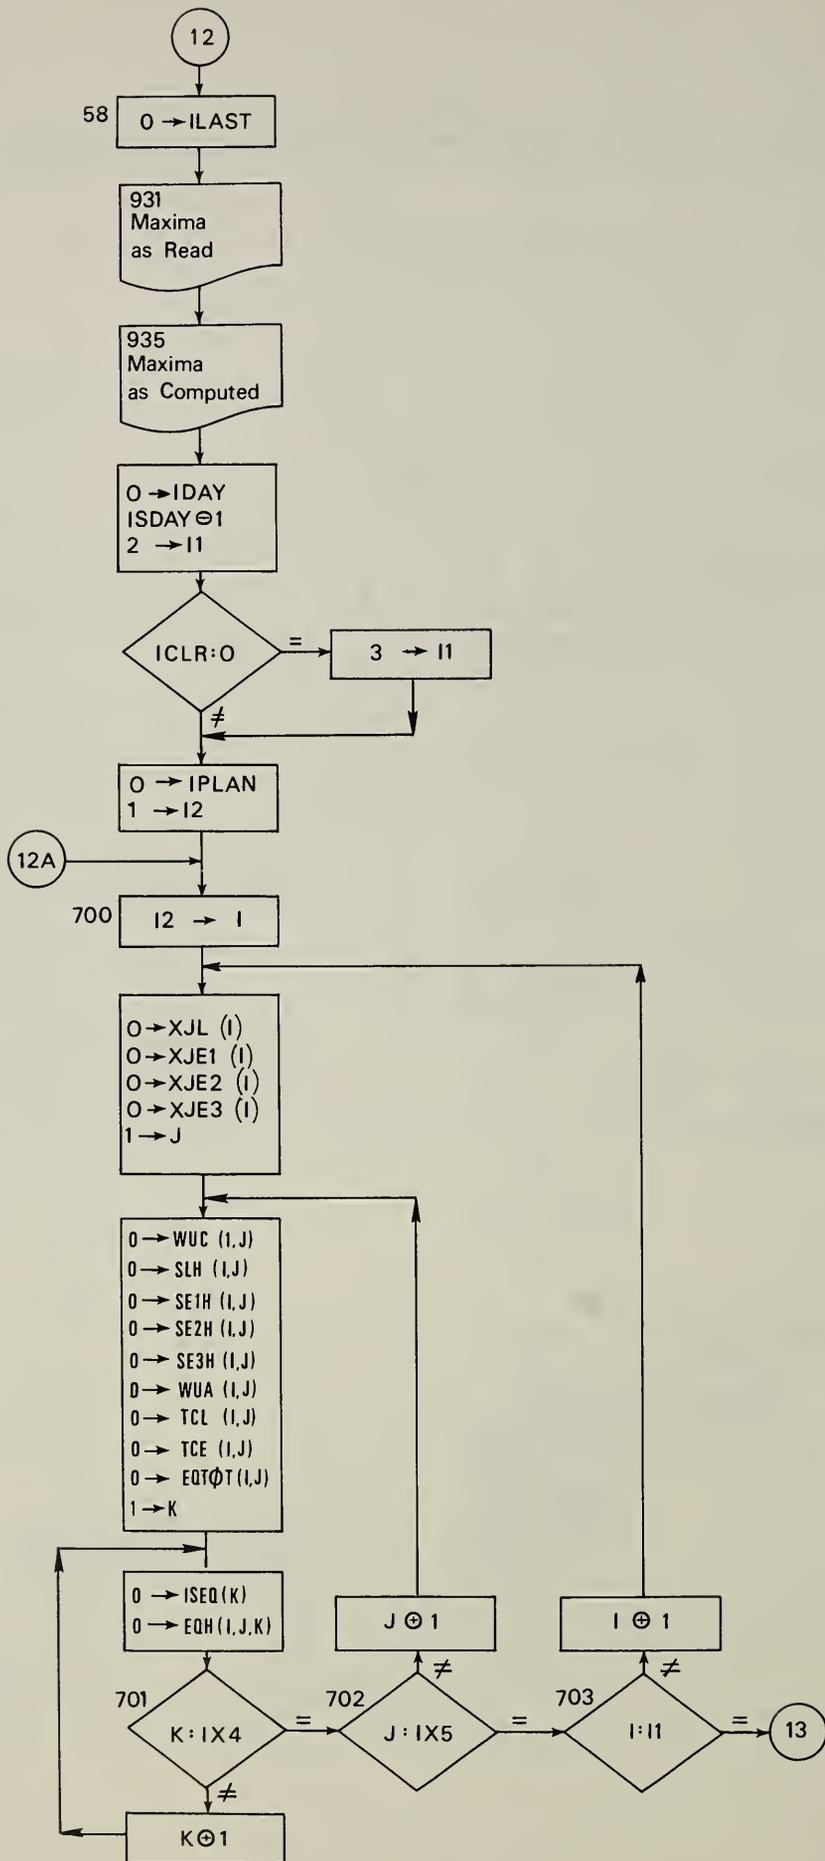 12
58
0 → ILAST
931
Maxima
as Read
935
Maxima
as Computed
0 → IDAY
ISDAY ⊖ 1
2 → I1
ICLR:0
=
3 → I1
≠
0 → IPLAN
1 → I2
12A
700
I2 → I
0 → XJL (I)
0 → XJE1 (I)
0 → XJE2 (I)
0 → XJE3 (I)
1 → J
0 → WUC (1,J)
0 → SLH (I,J)
0 → SE1H (I,J)
0 → SE2H (I,J)
0 → SE3H (I,J)
0 → WUA (I,J)
0 → TCL (I,J)
0 → TCE (I,J)
0 → EQTØT (I,J)
1 → K
0 → ISEQ(K)
0 → EQH (I,J,K)
J ⊕ 1
I ⊕ 1
≠
≠
701
K:IX4
=
702
J:IX5
=
703
I:I1
=
13
≠
K ⊕ 1